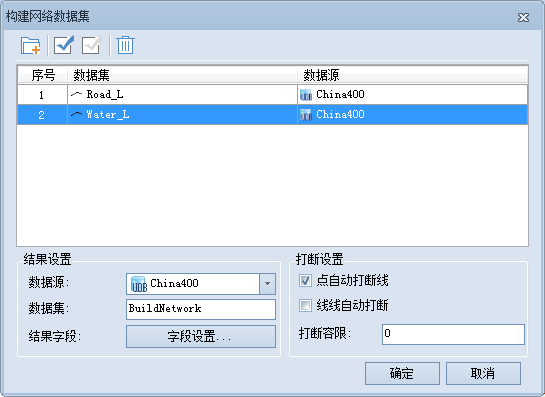 构建网络数据集
序号 数据集 数据源
1 Road_L China400
2 Water_L China400
结果设置
数据源: UDB China400
数据集: BuildNetwork
结果字段: 字段设置...
打断设置
点自动打断线
线线自动打断
打断容限: 0
确定 取消